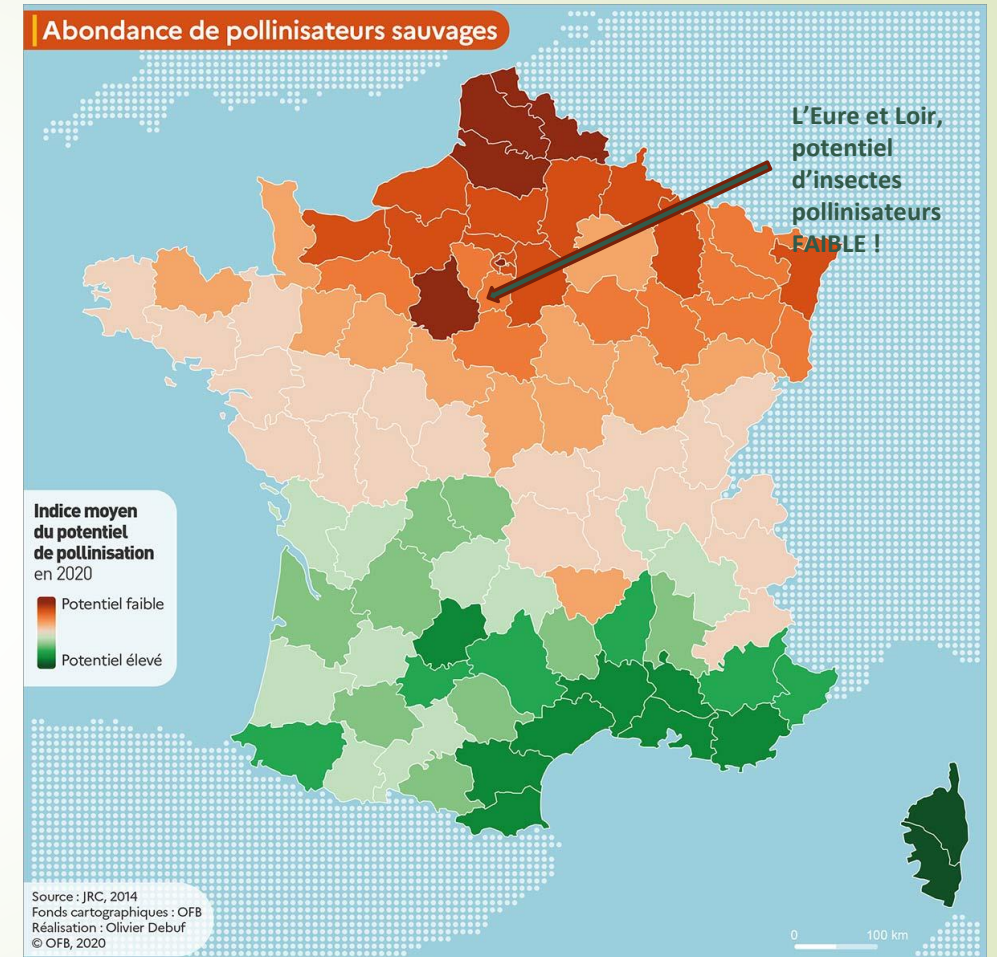 Abondance de pollinisateurs sauvages
L’Eure et Loir,
potentiel
d’insectes
pollinisateurs
FAIBLE !
Indice moyen
du potentiel
de pollinisation
en 2020
Potentiel faible
Potentiel élevé
Source : JRC, 2014
Fonds cartographiques : OFB
Réalisation : Olivier Debuf
© OFB, 2020
0 100 km